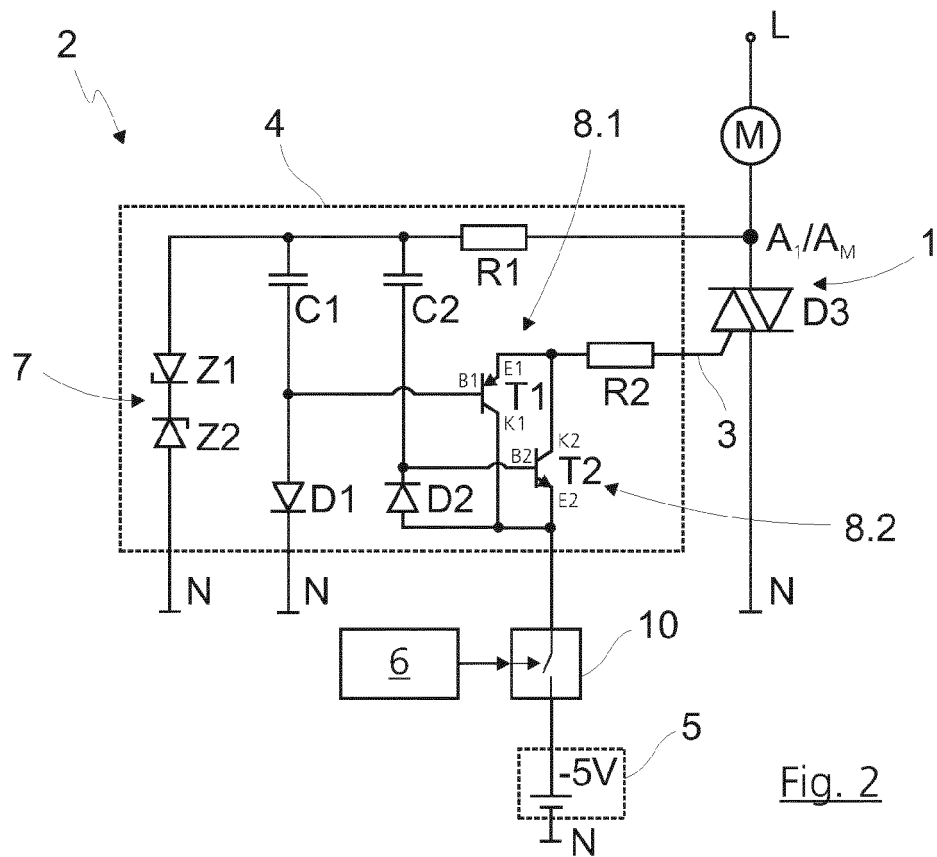 L
2
4
8.1
M
A₁/A_M
1
R1
C1
C2
D3
7
Z1
B1
E1
T1
R2
K1
3
Z2
K2
B2
T2
D1
D2
E2
8.2
N
N
N
10
6
5
-5V
Fig. 2
N